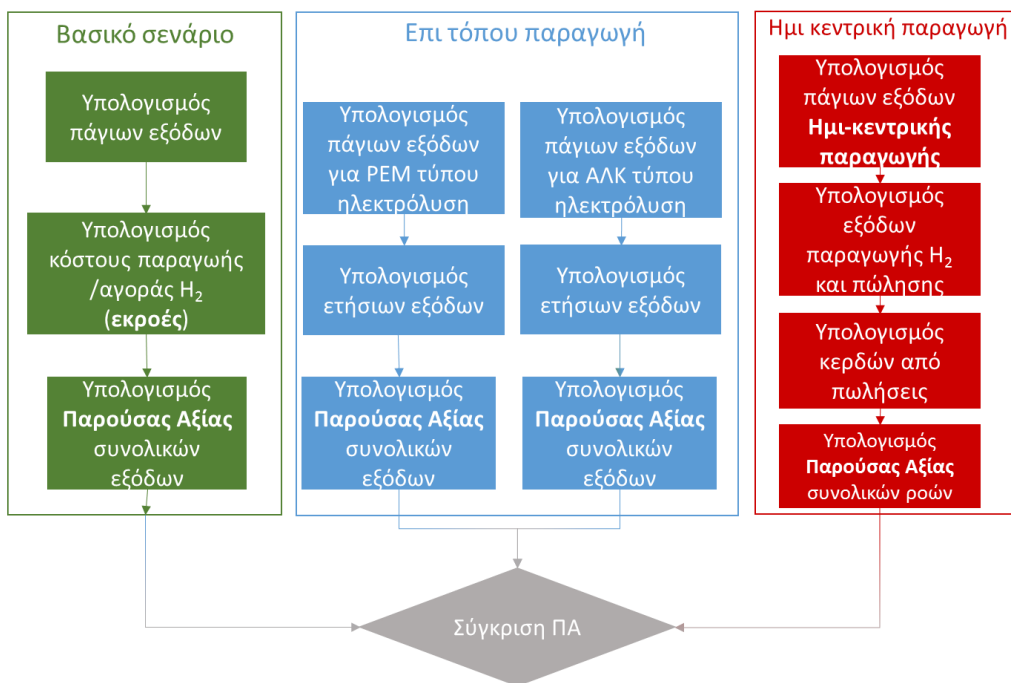 Βασικό σενάριο
Υπολογισμός
πάγιων εξόδων
Υπολογισμός
κόστους παραγωής
/αγοράς H₂
(εκροές)
Υπολογισμός
Παρούσας Αξίας
συνολικών
εξόδων
Επι τόπου παραγωγή
Υπολογισμός
πάγιων εξόδων
για PEM τύπου
ηλεκτρόλυση
Υπολογισμός
ετήσιων εξόδων
Υπολογισμός
Παρούσας Αξίας
συνολικών
εξόδων
Υπολογισμός
πάγιων εξόδων
για ΑΛΚ τύπου
ηλεκτρόλυση
Υπολογισμός
ετήσιων εξόδων
Υπολογισμός
Παρούσας Αξίας
συνολικών
εξόδων
Ημι κεντρική παραγωγή
Υπολογισμός
πάγιων εξόδων
Ημι-κεντρικής
παραγωγής
Υπολογισμός
εξόδων
παραγωγής H₂
και πώλησης
Υπολογισμός
κερδών από
πωλήσεις
Υπολογισμός
Παρούσας Αξίας
συνολικών ροών
Σύγκριση ΠΑ